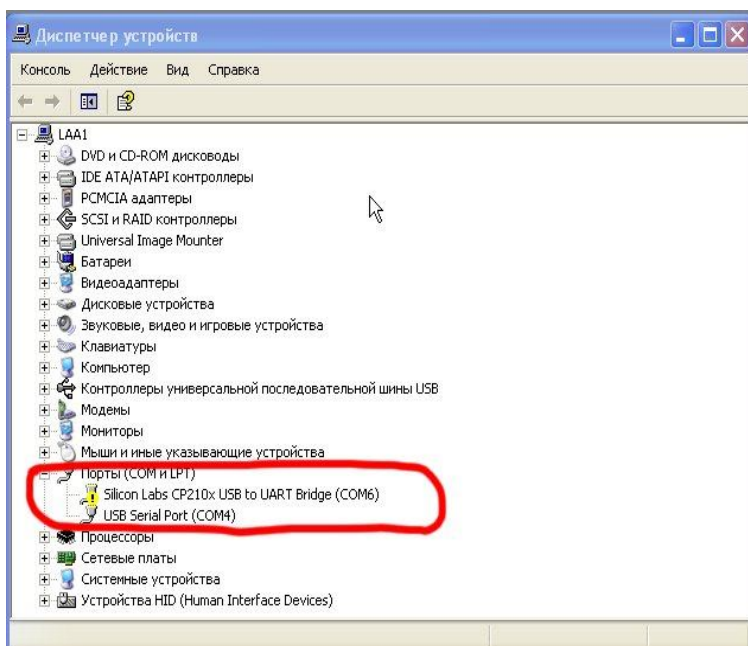 Диспетчер устройств
Консоль Действие Вид Справка
LAA1
DVD и CD-ROM дисководы
IDE ATA/ATAPI контроллеры
PCMCIA адаптеры
SCSI и RAID контроллеры
Universal Image Mounter
Батареи
Видеоадаптеры
Дисковые устройства
Звуковые, видео и игровые устройства
Клавиатуры
Компьютер
Контроллеры универсальной последовательной шины USB
Модемы
Мониторы
Мыши и иные указывающие устройства
Порты (COM и LPT)
Silicon Labs CP210x USB to UART Bridge (COM6)
USB Serial Port (COM4)
Процессоры
Сетевые платы
Системные устройства
Устройства HID (Human Interface Devices)